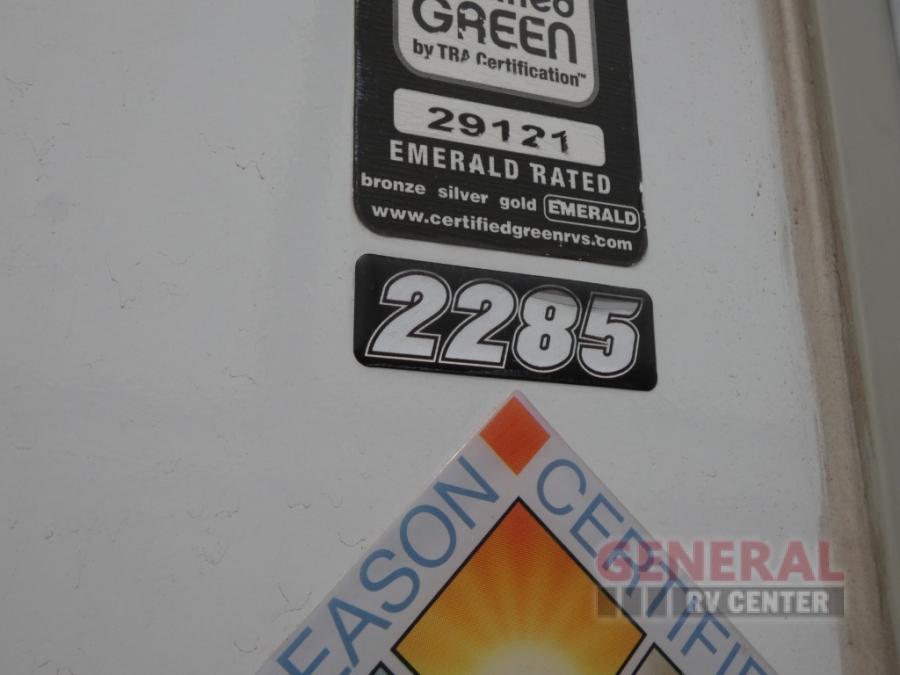 GREEN
by TRA Certification™
29121
EMERALD RATED
bronze silver gold EMERALD
www.certifiedgreenrvs.com
2285
EASON
CERTIFIE
GENERAL
RV CENTER